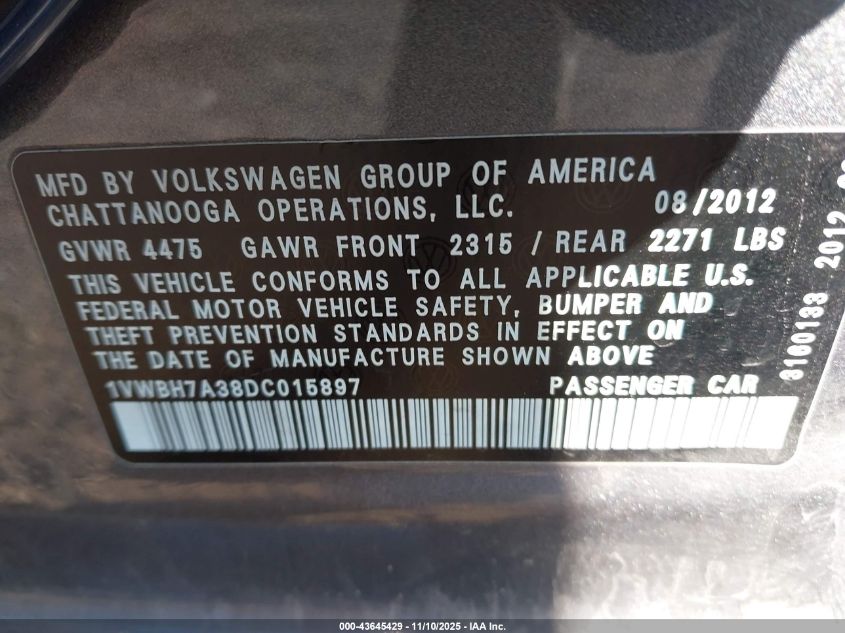 MFD BY VOLKSWAGEN GROUP OF AMERICA
CHATTANOOGA OPERATIONS, LLC. 08/2012
GVWR 4475 GAWR FRONT 2315 / REAR 2271 LBS
THIS VEHICLE CONFORMS TO ALL APPLICABLE U.S.
FEDERAL MOTOR VEHICLE SAFETY, BUMPER AND
THEFT PREVENTION STANDARDS IN EFFECT ON
THE DATE OF MANUFACTURE SHOWN ABOVE
1VWBH7A38DC015897 PASSENGER CAR
3160133 2012
000-43645429 - 11/10/2025 - IAA Inc.